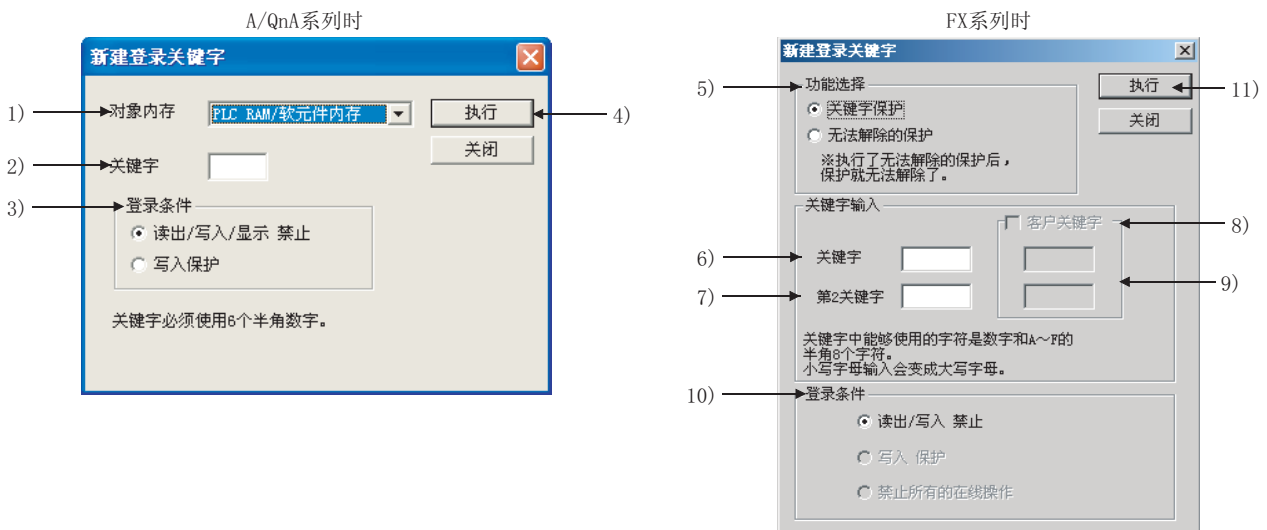 A/QnA系列时
新建登录关键字
1)
对象内存
PLC RAM/软元件内存
执行
4)
关闭
2)
关键字
3)
登录条件
读出/写入/显示 禁止
写入保护
关键字必须使用6个半角数字。
FX系列时
新建登录关键字
5)
功能选择
执行
11)
关键字保护
关闭
无法解除的保护
※执行了无法解除的保护后,
保护就无法解除了。
关键字输入
客户关键字
8)
6)
关键字
9)
7)
第2关键字
关键字中能够使用的字符是数字和A～F的
半角8个字符。
小写字母输入会变成大写字母。
10)
登录条件
读出/写入 禁止
写入 保护
禁止所有的在线操作